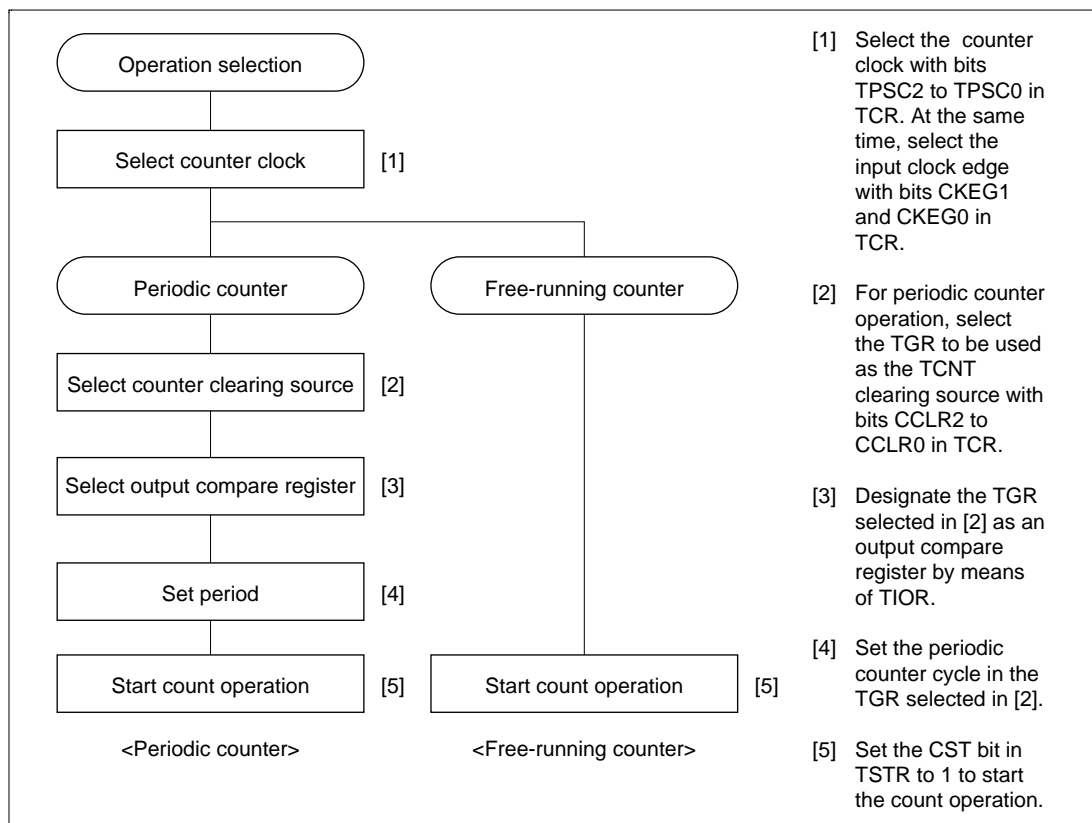 Operation selection
Select counter clock
[1]
Periodic counter
Free-running counter
Select counter clearing source
[2]
Select output compare register
[3]
Set period
[4]
Start count operation
[5]
Start count operation
[5]
<Periodic counter>
<Free-running counter>
[1] Select the counter
clock with bits
TPSC2 to TPSC0 in
TCR. At the same
time, select the
input clock edge
with bits CKEG1
and CKEG0 in
TCR.
[2] For periodic counter
operation, select
the TGR to be used
as the TCNT
clearing source with
bits CCLR2 to
CCLR0 in TCR.
[3] Designate the TGR
selected in [2] as an
output compare
register by means
of TIOR.
[4] Set the periodic
counter cycle in the
TGR selected in [2].
[5] Set the CST bit in
TSTR to 1 to start
the count operation.